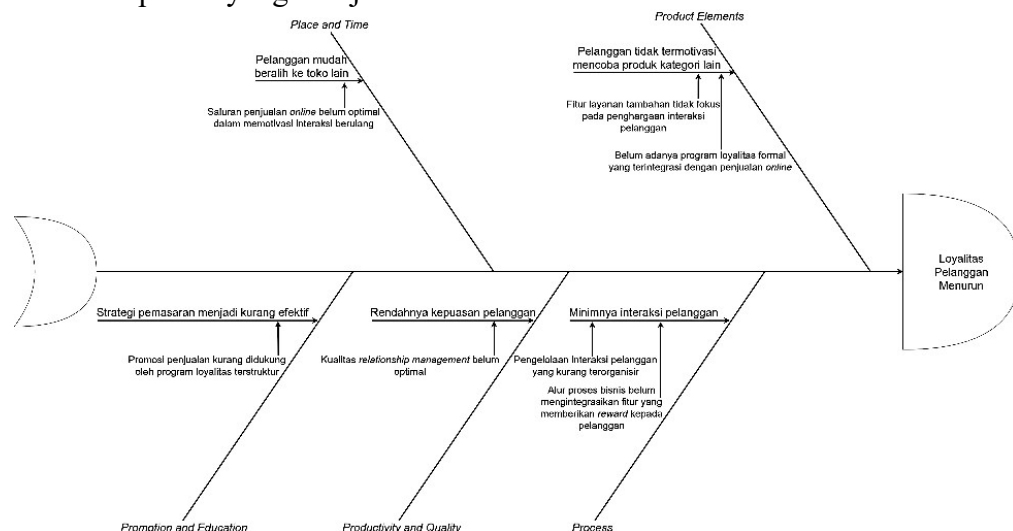 Place and Time
Product Elements
Pelanggan mudah
beralih ke toko lain
Saluran penjualan online belum optimal
dalam memotivasi interaksi berulang
Pelanggan tidak termotivasi
mencoba produk kategori lain
Fitur layanan tambahan tidak fokus
pada penghargaan interaksi
pelanggan
Belum adanya program loyalitas formal
yang terintegrasi dengan penjualan online
Loyalitas
Pelanggan
Menurun
Strategi pemasaran menjadi kurang efektif
Promosi penjualan kurang didukung
oleh program loyalitas terstruktur
Rendahnya kepuasan pelanggan
Kualitas relationship management belum
optimal
Minimnya interaksi pelanggan
Pengelolaan interaksi pelanggan
yang kurang terorganisir
Alur proses bisnis belum
mengintegrasikan fitur yang
memberikan reward kepada
pelanggan
Promotion and Education
Productivity and Quality
Process